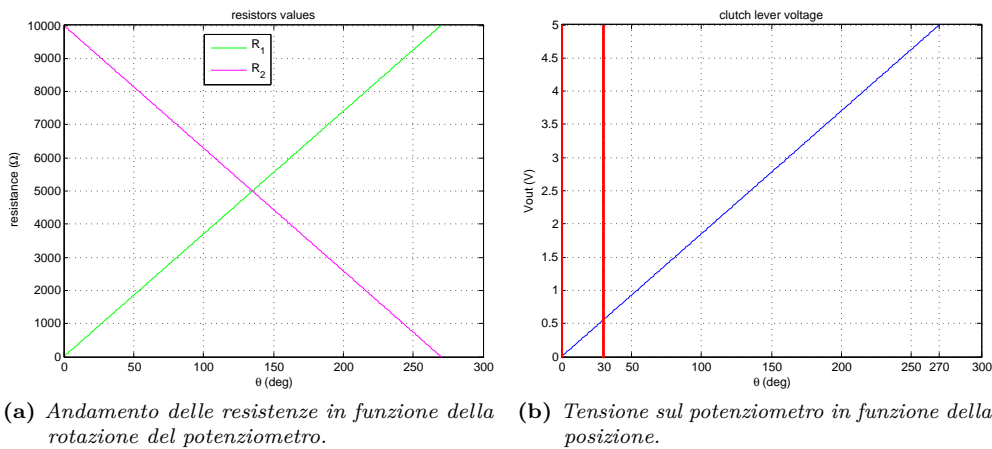 resistors values
10000
9000
8000
7000
6000
5000
4000
3000
2000
1000
0
resistance (Ω)
R1
R2
0 50 100 150 200 250 300
θ (deg)
clutch lever voltage
5
4.5
4
3.5
3
2.5
2
1.5
1
0.5
0
Vout (V)
0 30 50 100 150 200 250 270 300
θ (deg)
(a) Andamento delle resistenze in funzione della
rotazione del potenziometro.
(b) Tensione sul potenziometro in funzione della
posizione.